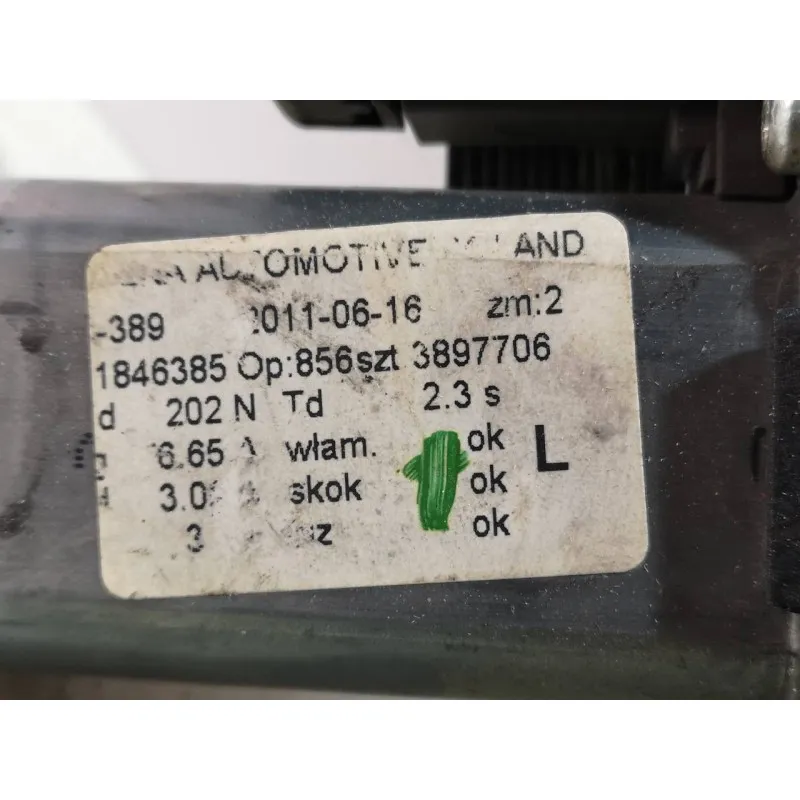 AUTOMOTIVE
-389 2011-06-16 zm:2
1846385 Op:856szt 3897706
d 202 N Td 2.3 s
6.65 A włam. ok
3.0 skok ok L
3 ok